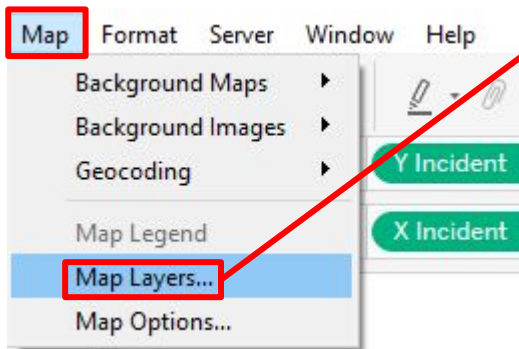 Map Format Server Window Help
Background Maps
Background Images
Geocoding
Y Incident
Map Legend
X Incident
Map Layers...
Map Options...